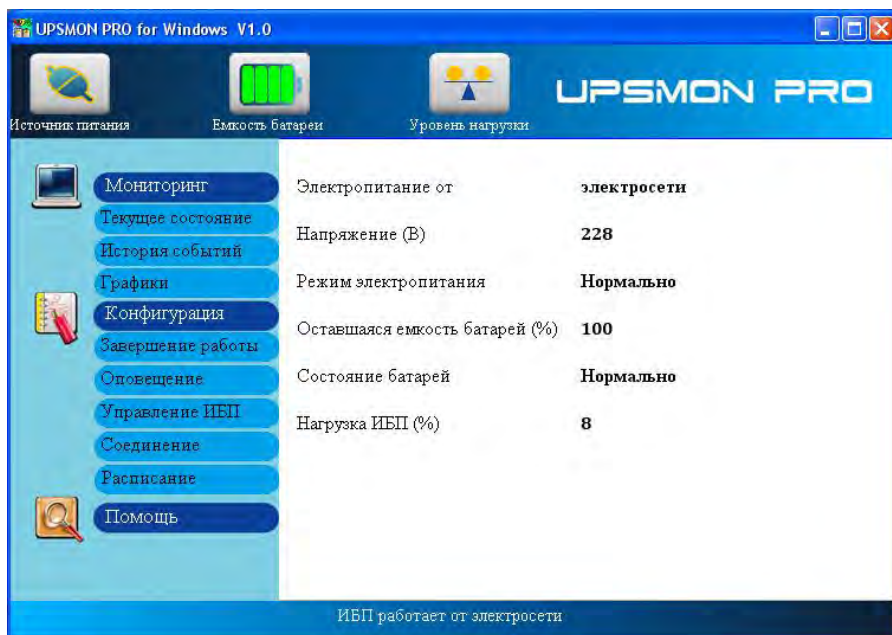 UPSMON PRO for Windows V1.0
UPSMON PRO
Источник питания
Емкость батареи
Уровень нагрузки
Мониторинг
Текущее состояние
История событий
Графики
Конфигурация
Завершение работы
Оповещение
Управление ИБП
Соединение
Расписание
Помощь
Электропитание от электросети
Напряжение (В) 228
Режим электропитания Нормально
Оставшаяся емкость батарей (%) 100
Состояние батарей Нормально
Нагрузка ИБП (%) 8
ИБП работает от электросети